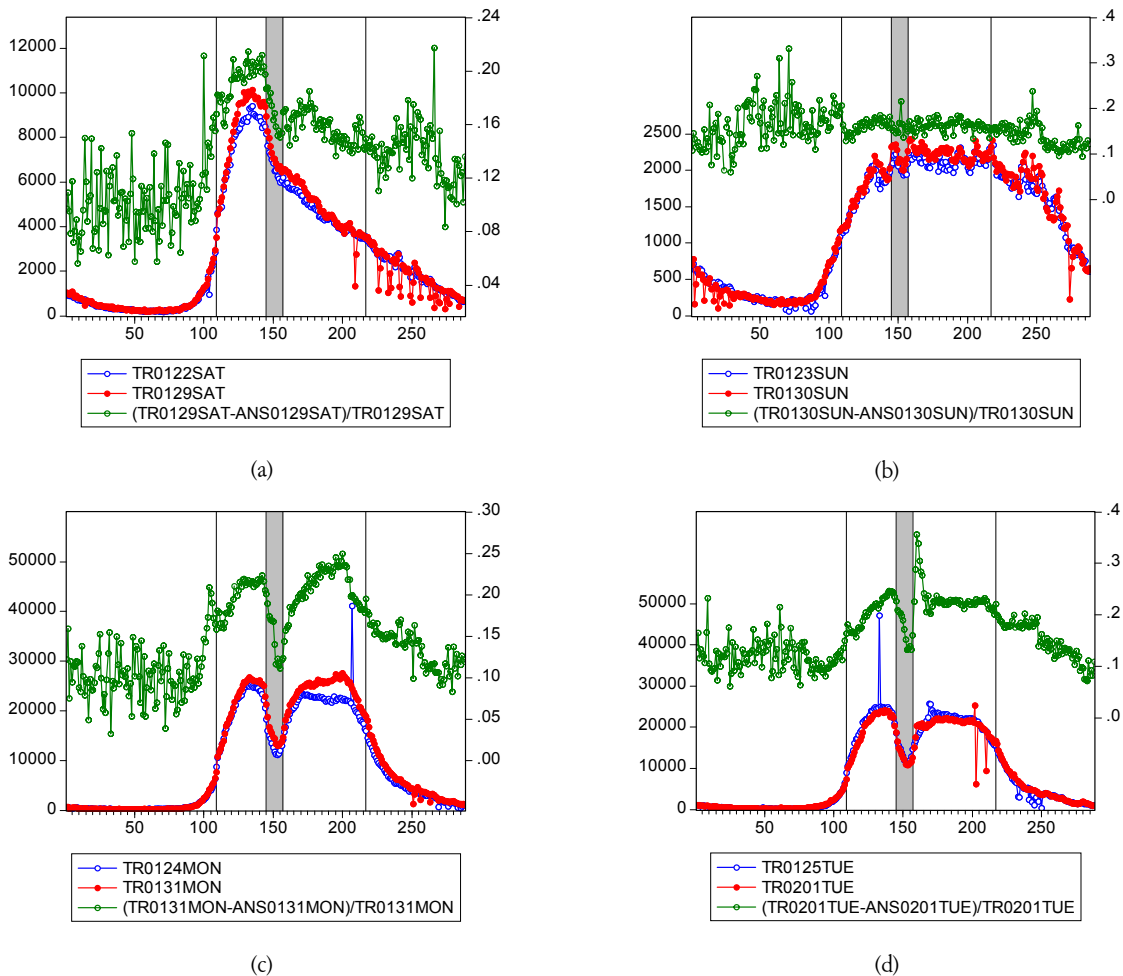 12000
10000
8000
6000
4000
2000
0
.24
.20
.16
.12
.08
.04
50 100 150 200 250
TR0122SAT
TR0129SAT
(TR0129SAT-ANS0129SAT)/TR0129SAT
(a)
2500
2000
1500
1000
500
0
.4
.3
.2
.1
.0
50 100 150 200 250
TR0123SUN
TR0130SUN
(TR0130SUN-ANS0130SUN)/TR0130SUN
(b)
50000
40000
30000
20000
10000
0
.30
.25
.20
.15
.10
.05
.00
50 100 150 200 250
TR0124MON
TR0131MON
(TR0131MON-ANS0131MON)/TR0131MON
(c)
50000
40000
30000
20000
10000
0
.4
.3
.2
.1
.0
50 100 150 200 250
TR0125TUE
TR0201TUE
(TR0201TUE-ANS0201TUE)/TR0201TUE
(d)